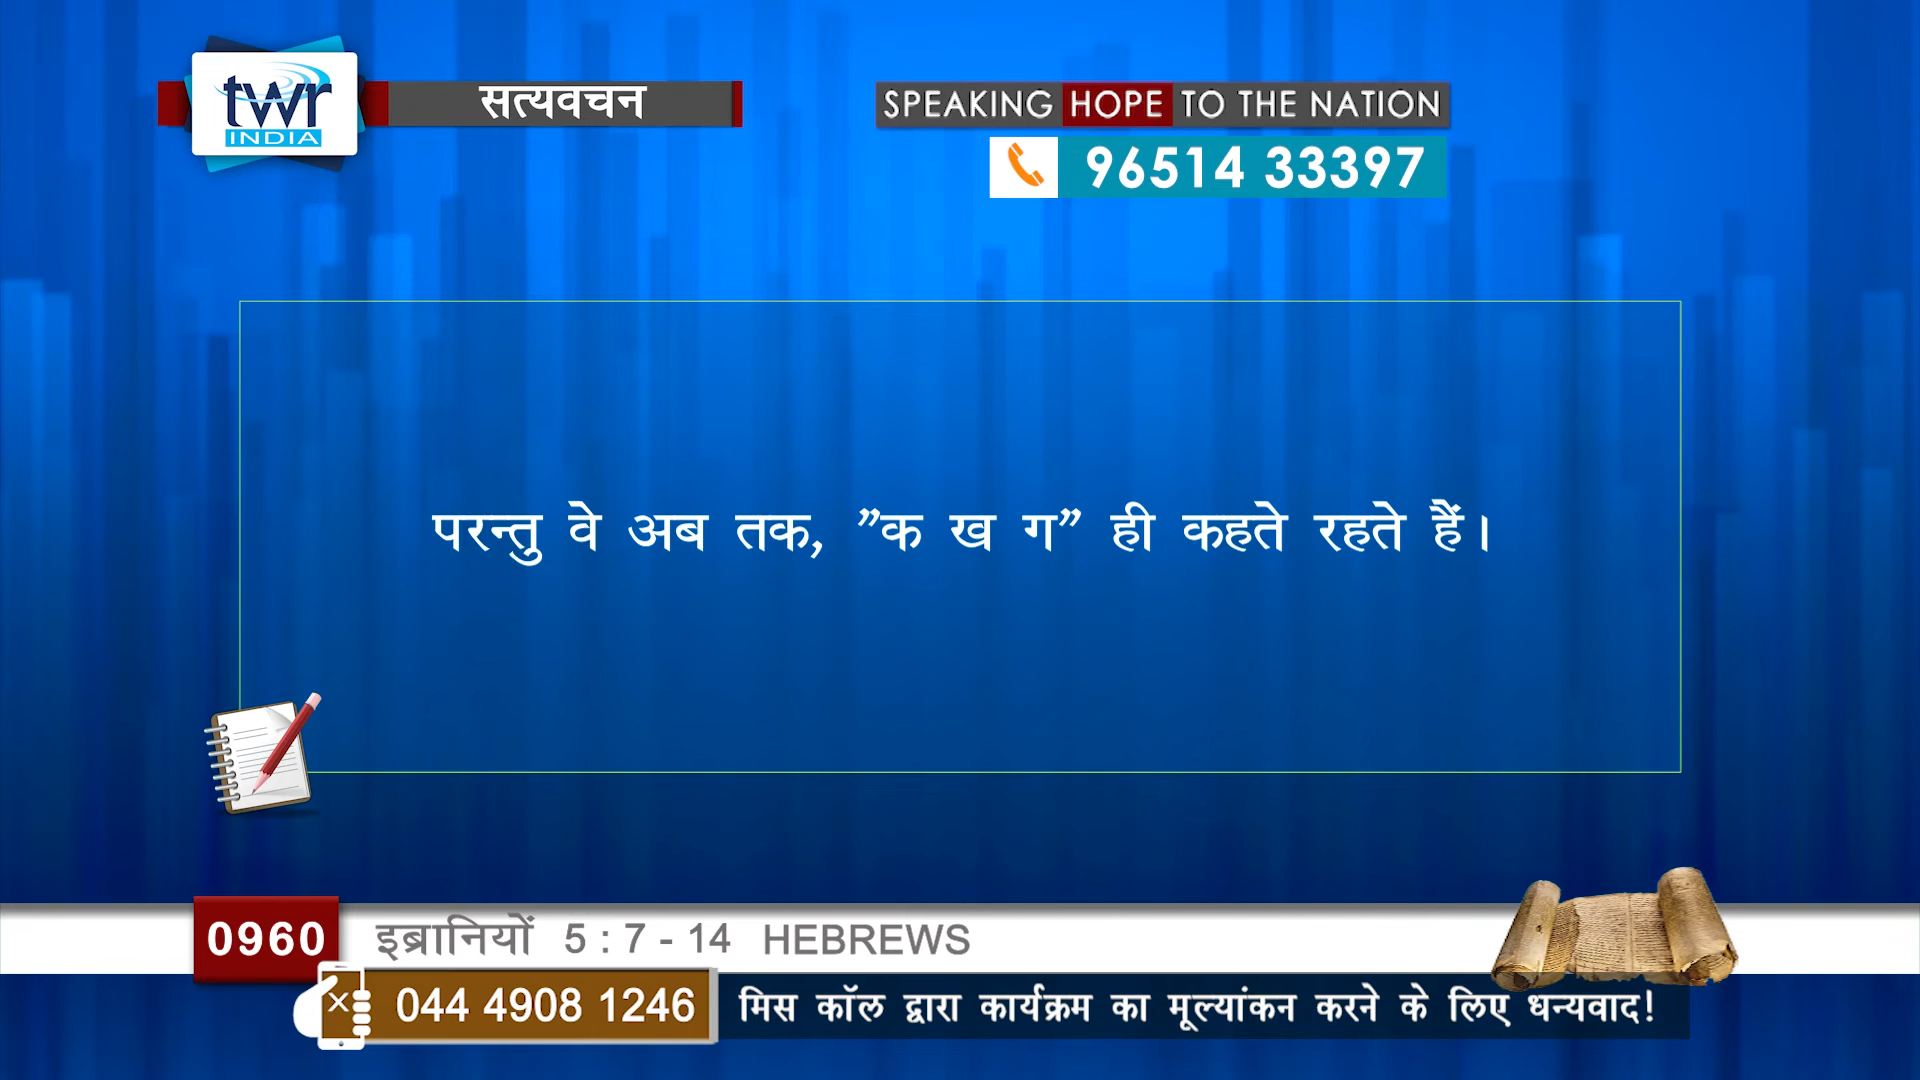 twr
INDIA
सत्यवचन
SPEAKING HOPE TO THE NATION
96514 33397
परन्तु वे अब तक, ”क ख ग” ही कहते रहते हैं।
0960 इब्रानियों 5 : 7 - 14 HEBREWS
044 4908 1246 मिस कॉल द्वारा कार्यक्रम का मूल्यांकन करने के लिए धन्यवाद!